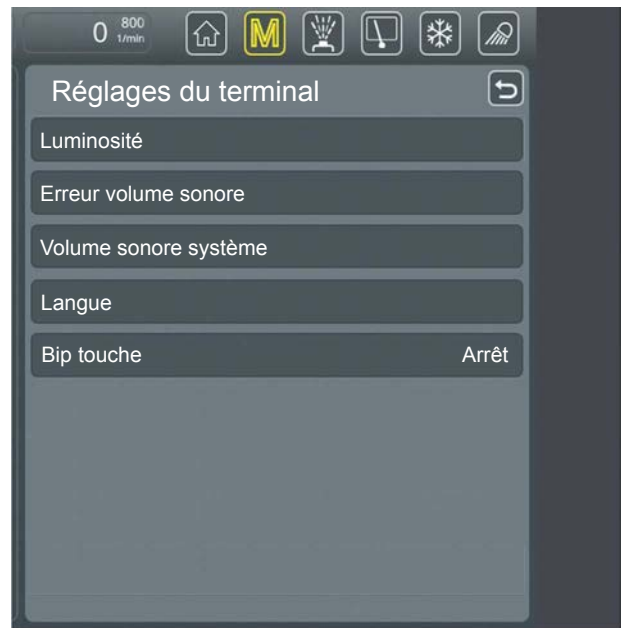 0 800
1/min
M
Réglages du terminal
Luminosité
Erreur volume sonore
Volume sonore système
Langue
Bip touche Arrêt